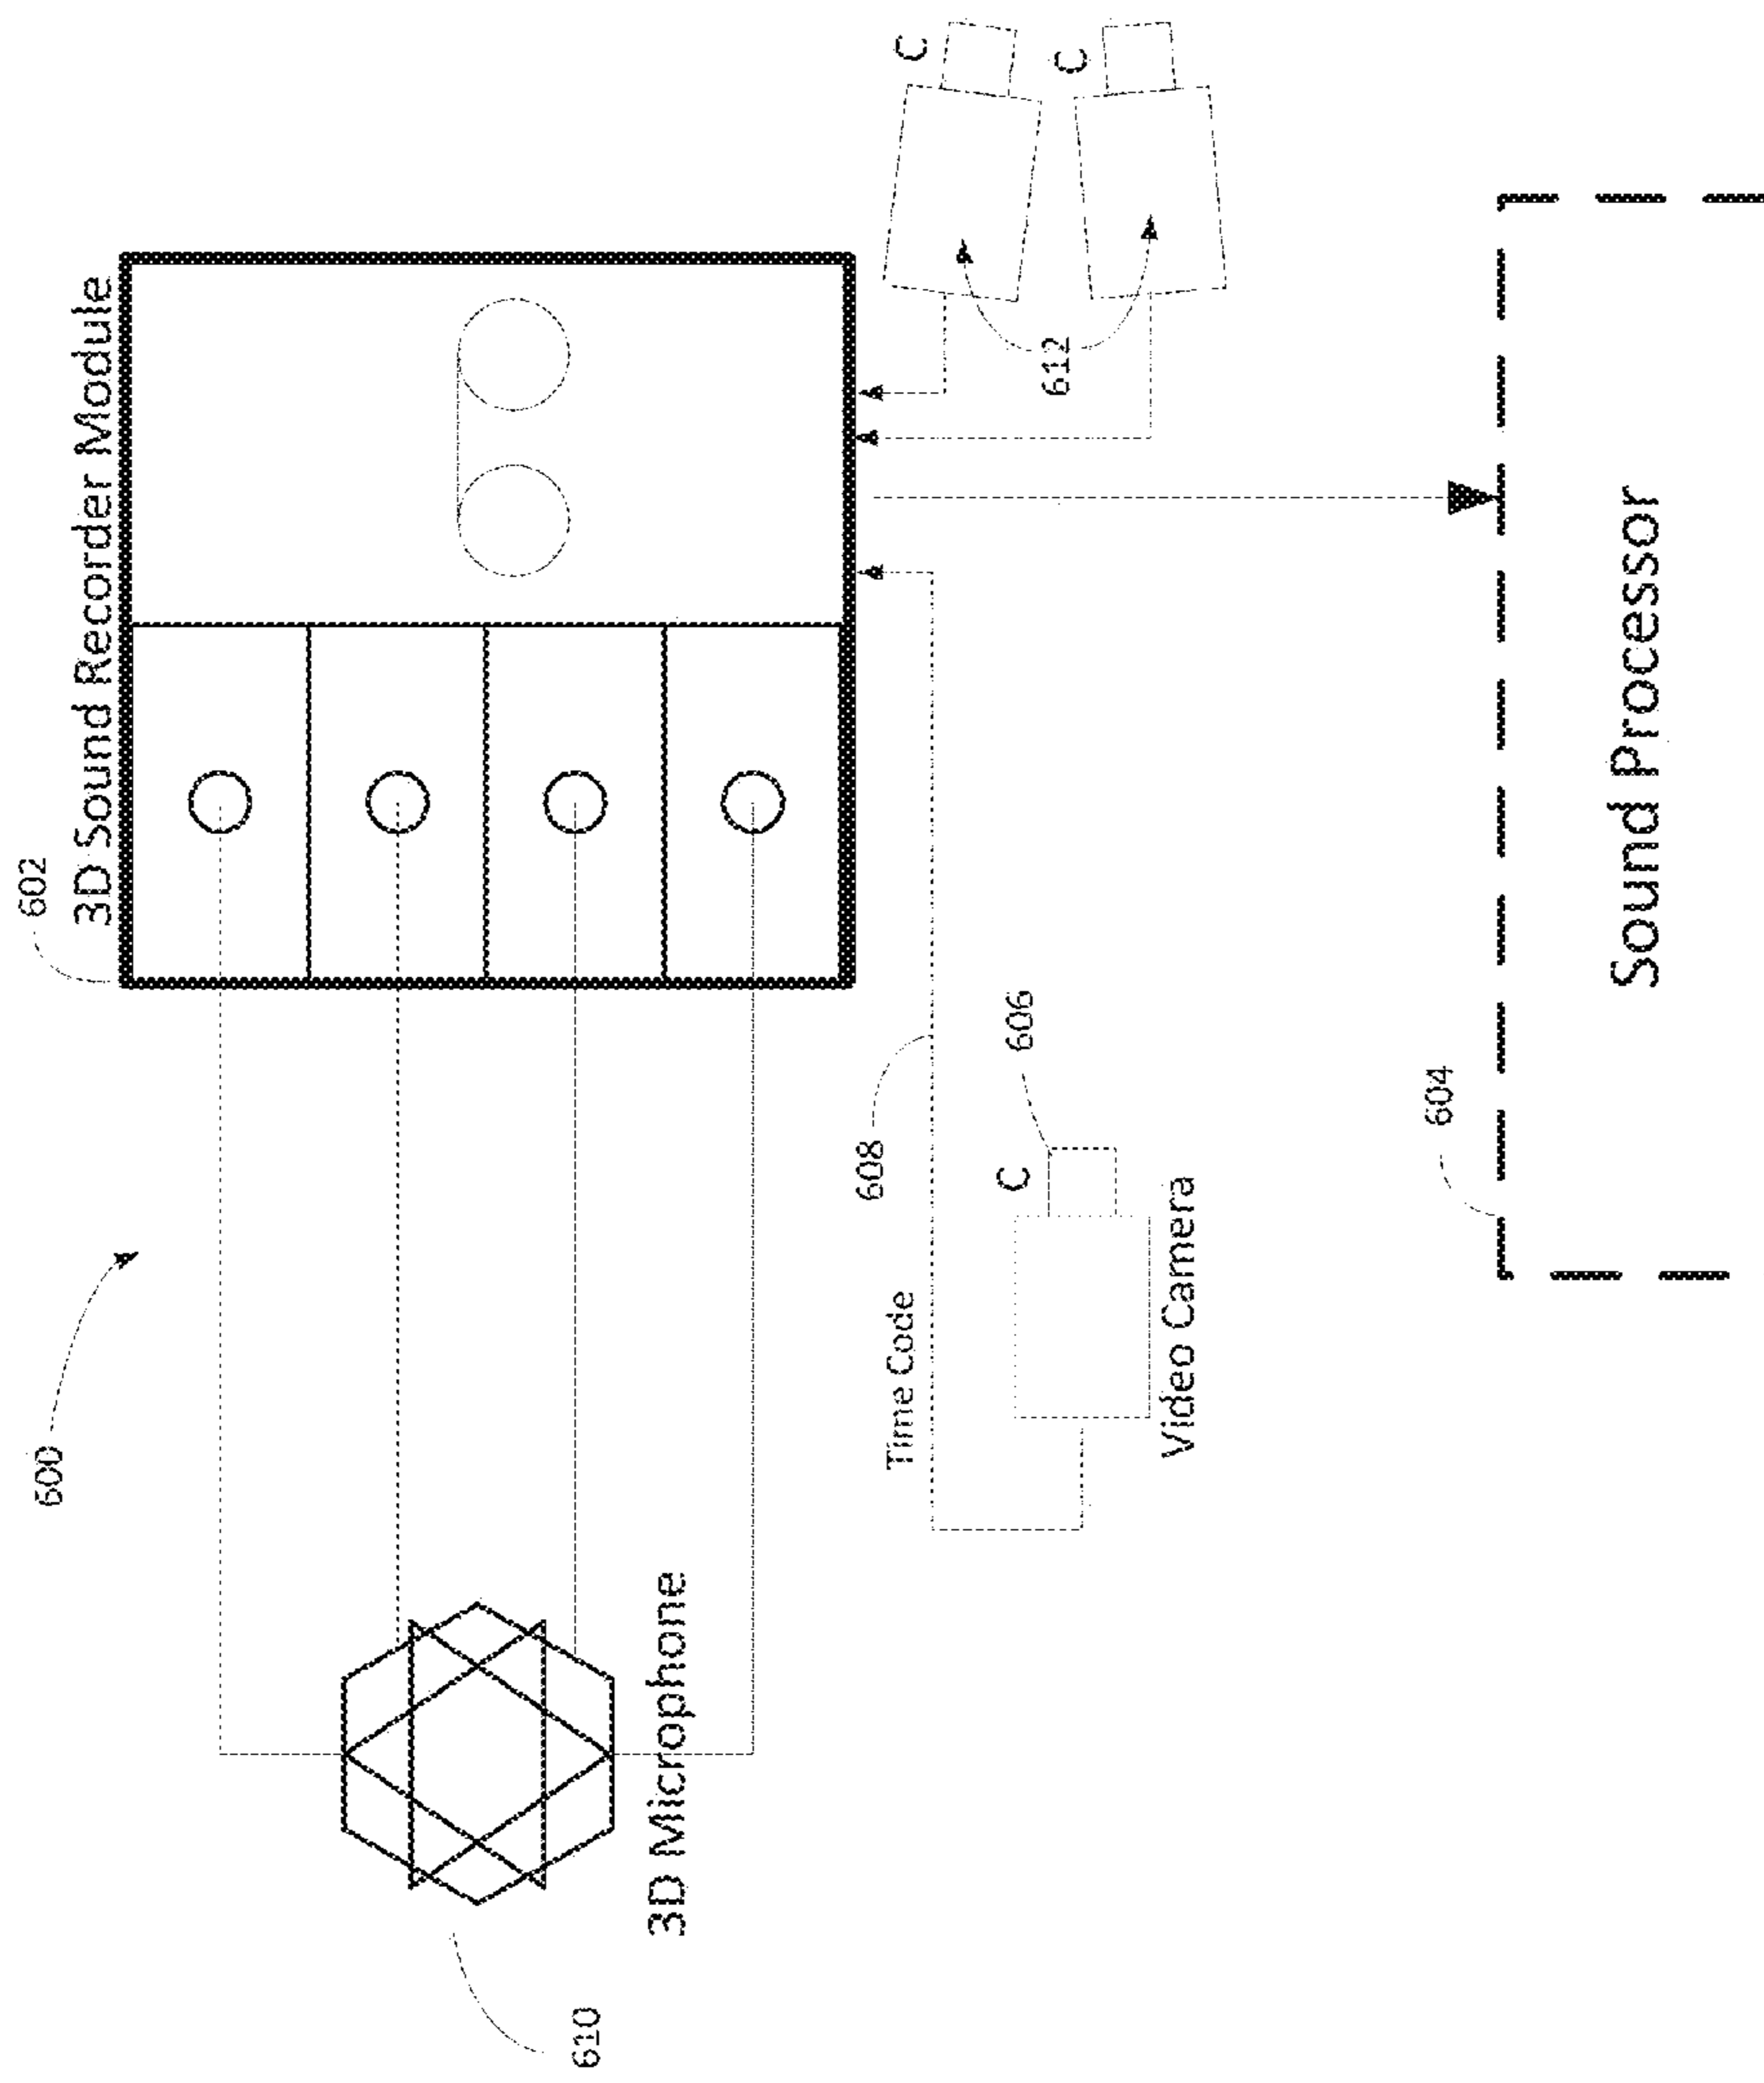 600
602
3D Sound Recorder Module
610
3D Microphone
608
Time Code
C
606
Video Camera
C
C
612
604
Sound Processor